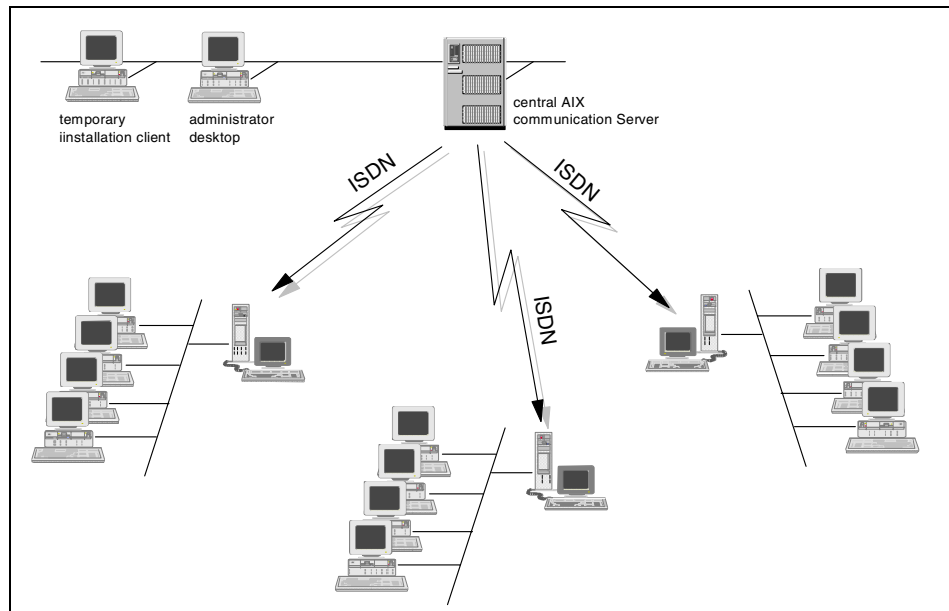 temporary
iinstallation client
administrator
desktop
central AIX
communication Server
ISDN
ISDN
ISDN